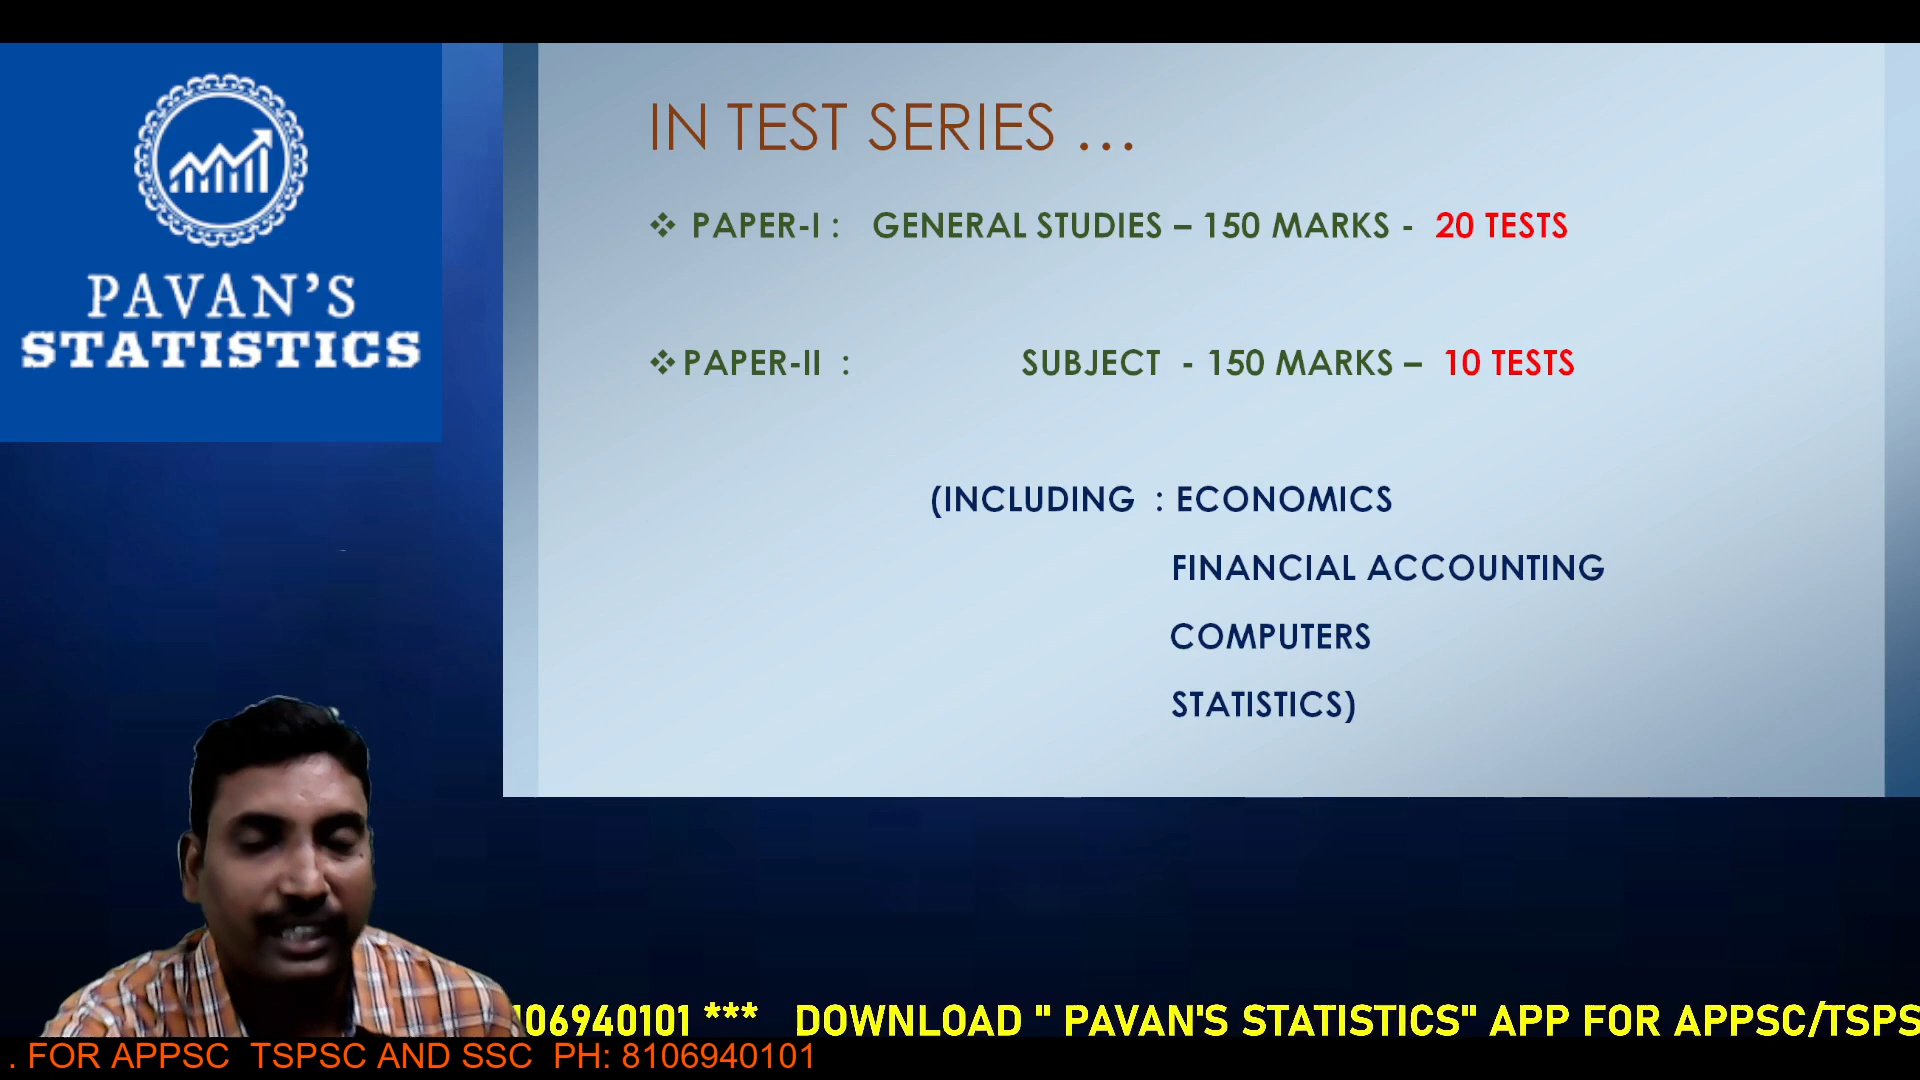 PAVAN'S
STATISTICS
IN TEST SERIES ...
❖ PAPER-I : GENERAL STUDIES – 150 MARKS - 20 TESTS
❖ PAPER-II : SUBJECT - 150 MARKS – 10 TESTS
(INCLUDING : ECONOMICS
FINANCIAL ACCOUNTING
COMPUTERS
STATISTICS)
106940101 *** DOWNLOAD " PAVAN'S STATISTICS" APP FOR APPSC/TSPS
. FOR APPSC TSPSC AND SSC PH: 8106940101